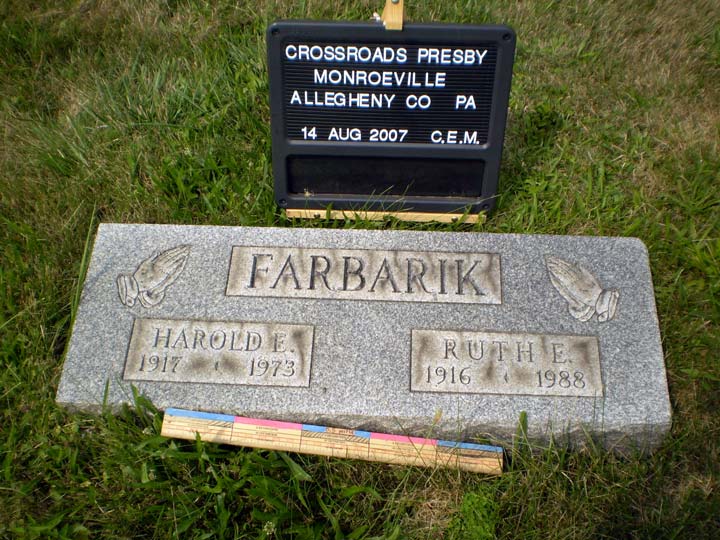 CROSSROADS PRESBY
MONROEVILLE
ALLEGHENY CO PA
14 AUG 2007 C.E.M.
FARBARIK
HAROLD E.
1917 1973
RUTH E.
1916 1988